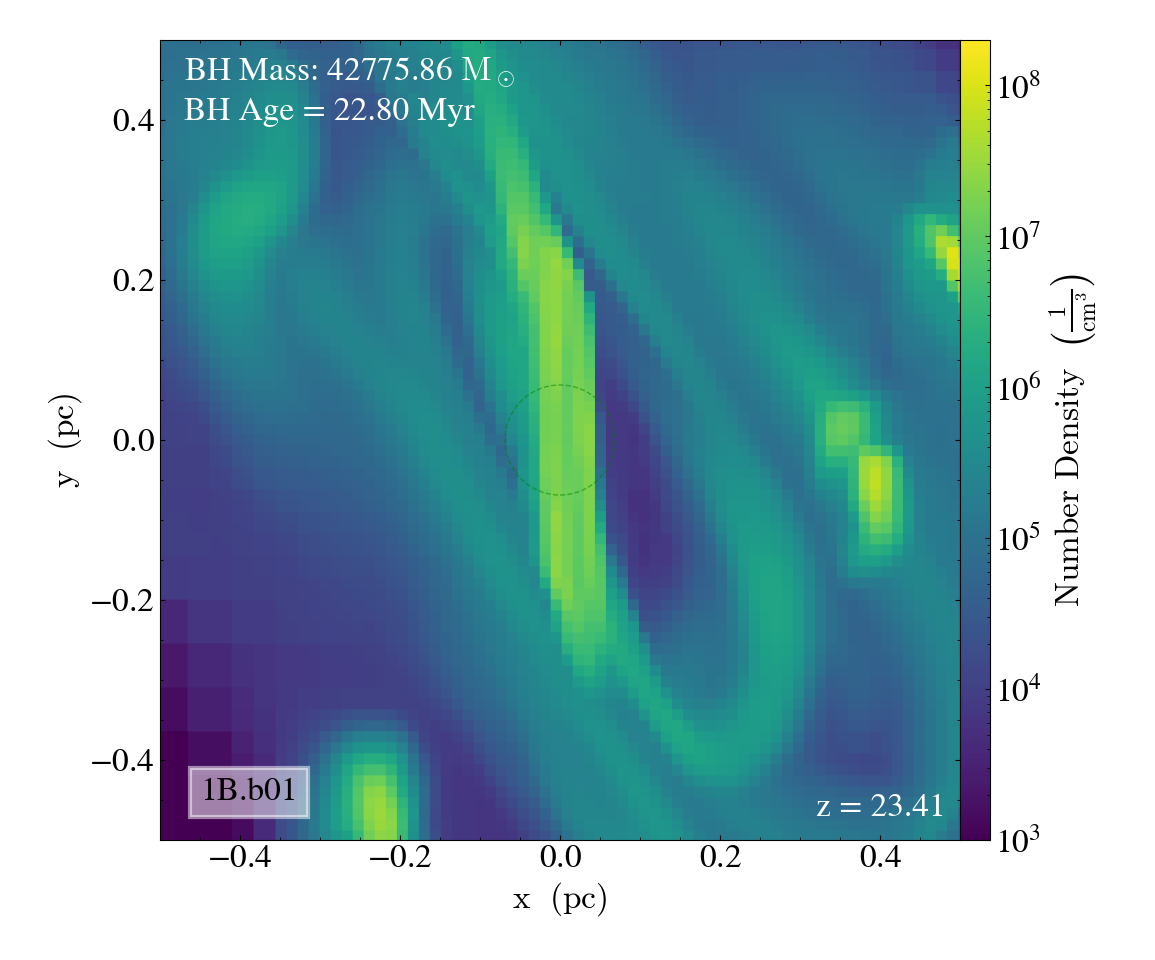 BH Mass: 42775.86 M⊙
BH Age = 22.80 Myr
0.4
0.2
0.0
−0.2
−0.4
y (pc)
1B.b01
z = 23.41
−0.4 −0.2 0.0 0.2 0.4
x (pc)
10⁸
10⁷
10⁶
10⁵
10⁴
10³
Number Density (1/cm³)